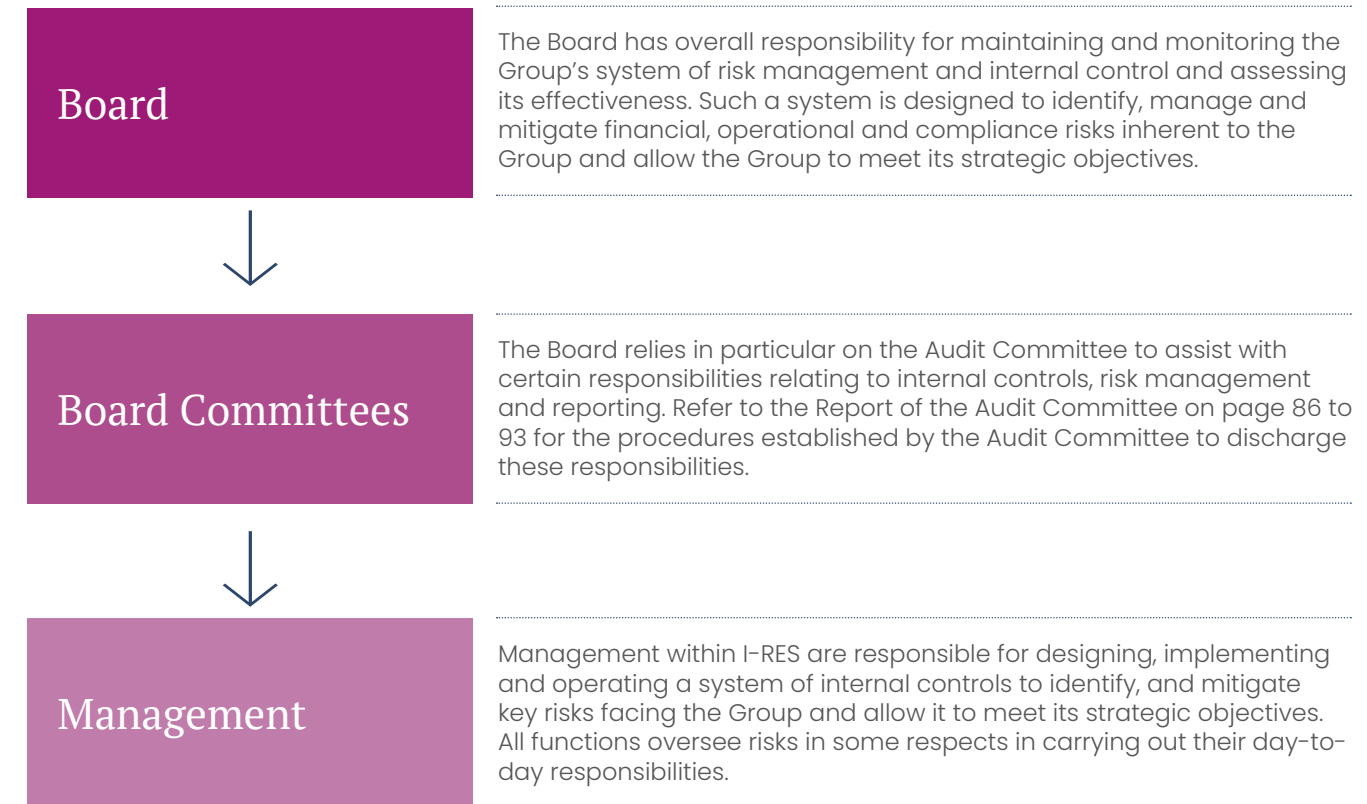 Board
The Board has overall responsibility for maintaining and monitoring the
Group’s system of risk management and internal control and assessing
its effectiveness. Such a system is designed to identify, manage and
mitigate financial, operational and compliance risks inherent to the
Group and allow the Group to meet its strategic objectives.
Board Committees
The Board relies in particular on the Audit Committee to assist with
certain responsibilities relating to internal controls, risk management
and reporting. Refer to the Report of the Audit Committee on page 86 to
93 for the procedures established by the Audit Committee to discharge
these responsibilities.
Management
Management within I-RES are responsible for designing, implementing
and operating a system of internal controls to identify, and mitigate
key risks facing the Group and allow it to meet its strategic objectives.
All functions oversee risks in some respects in carrying out their day-to-
day responsibilities.